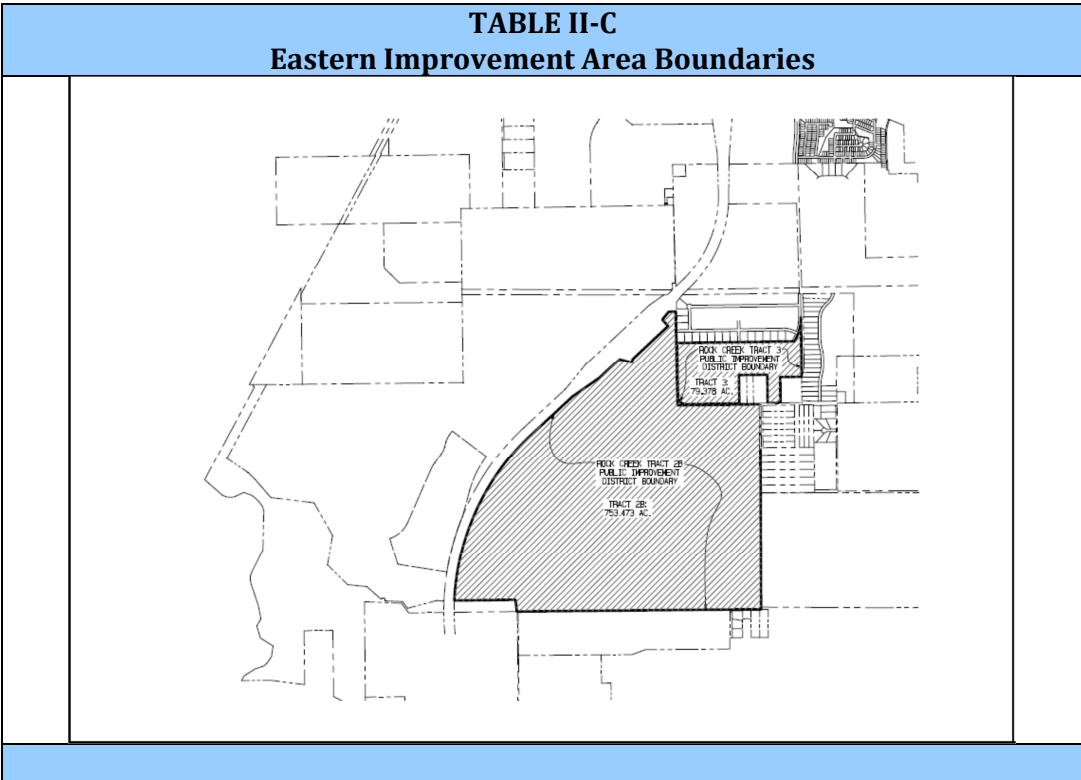 TABLE II-C
Eastern Improvement Area Boundaries
ROCK CREEK TRACT 3
PUBLIC IMPROVEMENT
DISTRICT BOUNDARY
TRACT 3:
79.378 AC.
ROCK CREEK TRACT 2B
PUBLIC IMPROVEMENT
DISTRICT BOUNDARY
TRACT 2B:
753.473 AC.